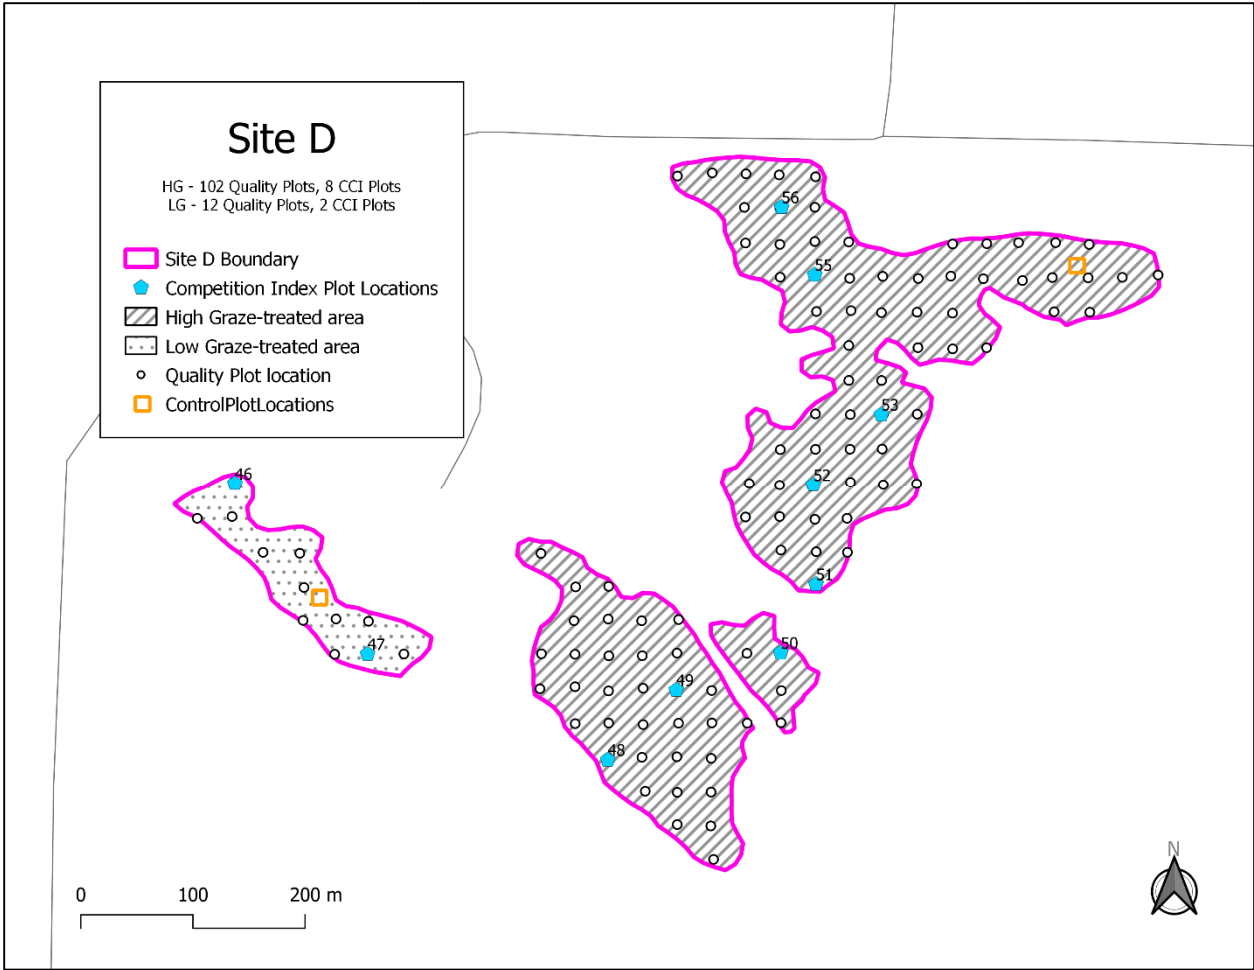 Site D
HG - 102 Quality Plots, 8 CCI Plots
LG - 12 Quality Plots, 2 CCI Plots
Site D Boundary
Competition Index Plot Locations
High Graze-treated area
Low Graze-treated area
Quality Plot location
ControlPlotLocations
56
55
53
52
51
50
49
48
46
47
0 100 200 m
N